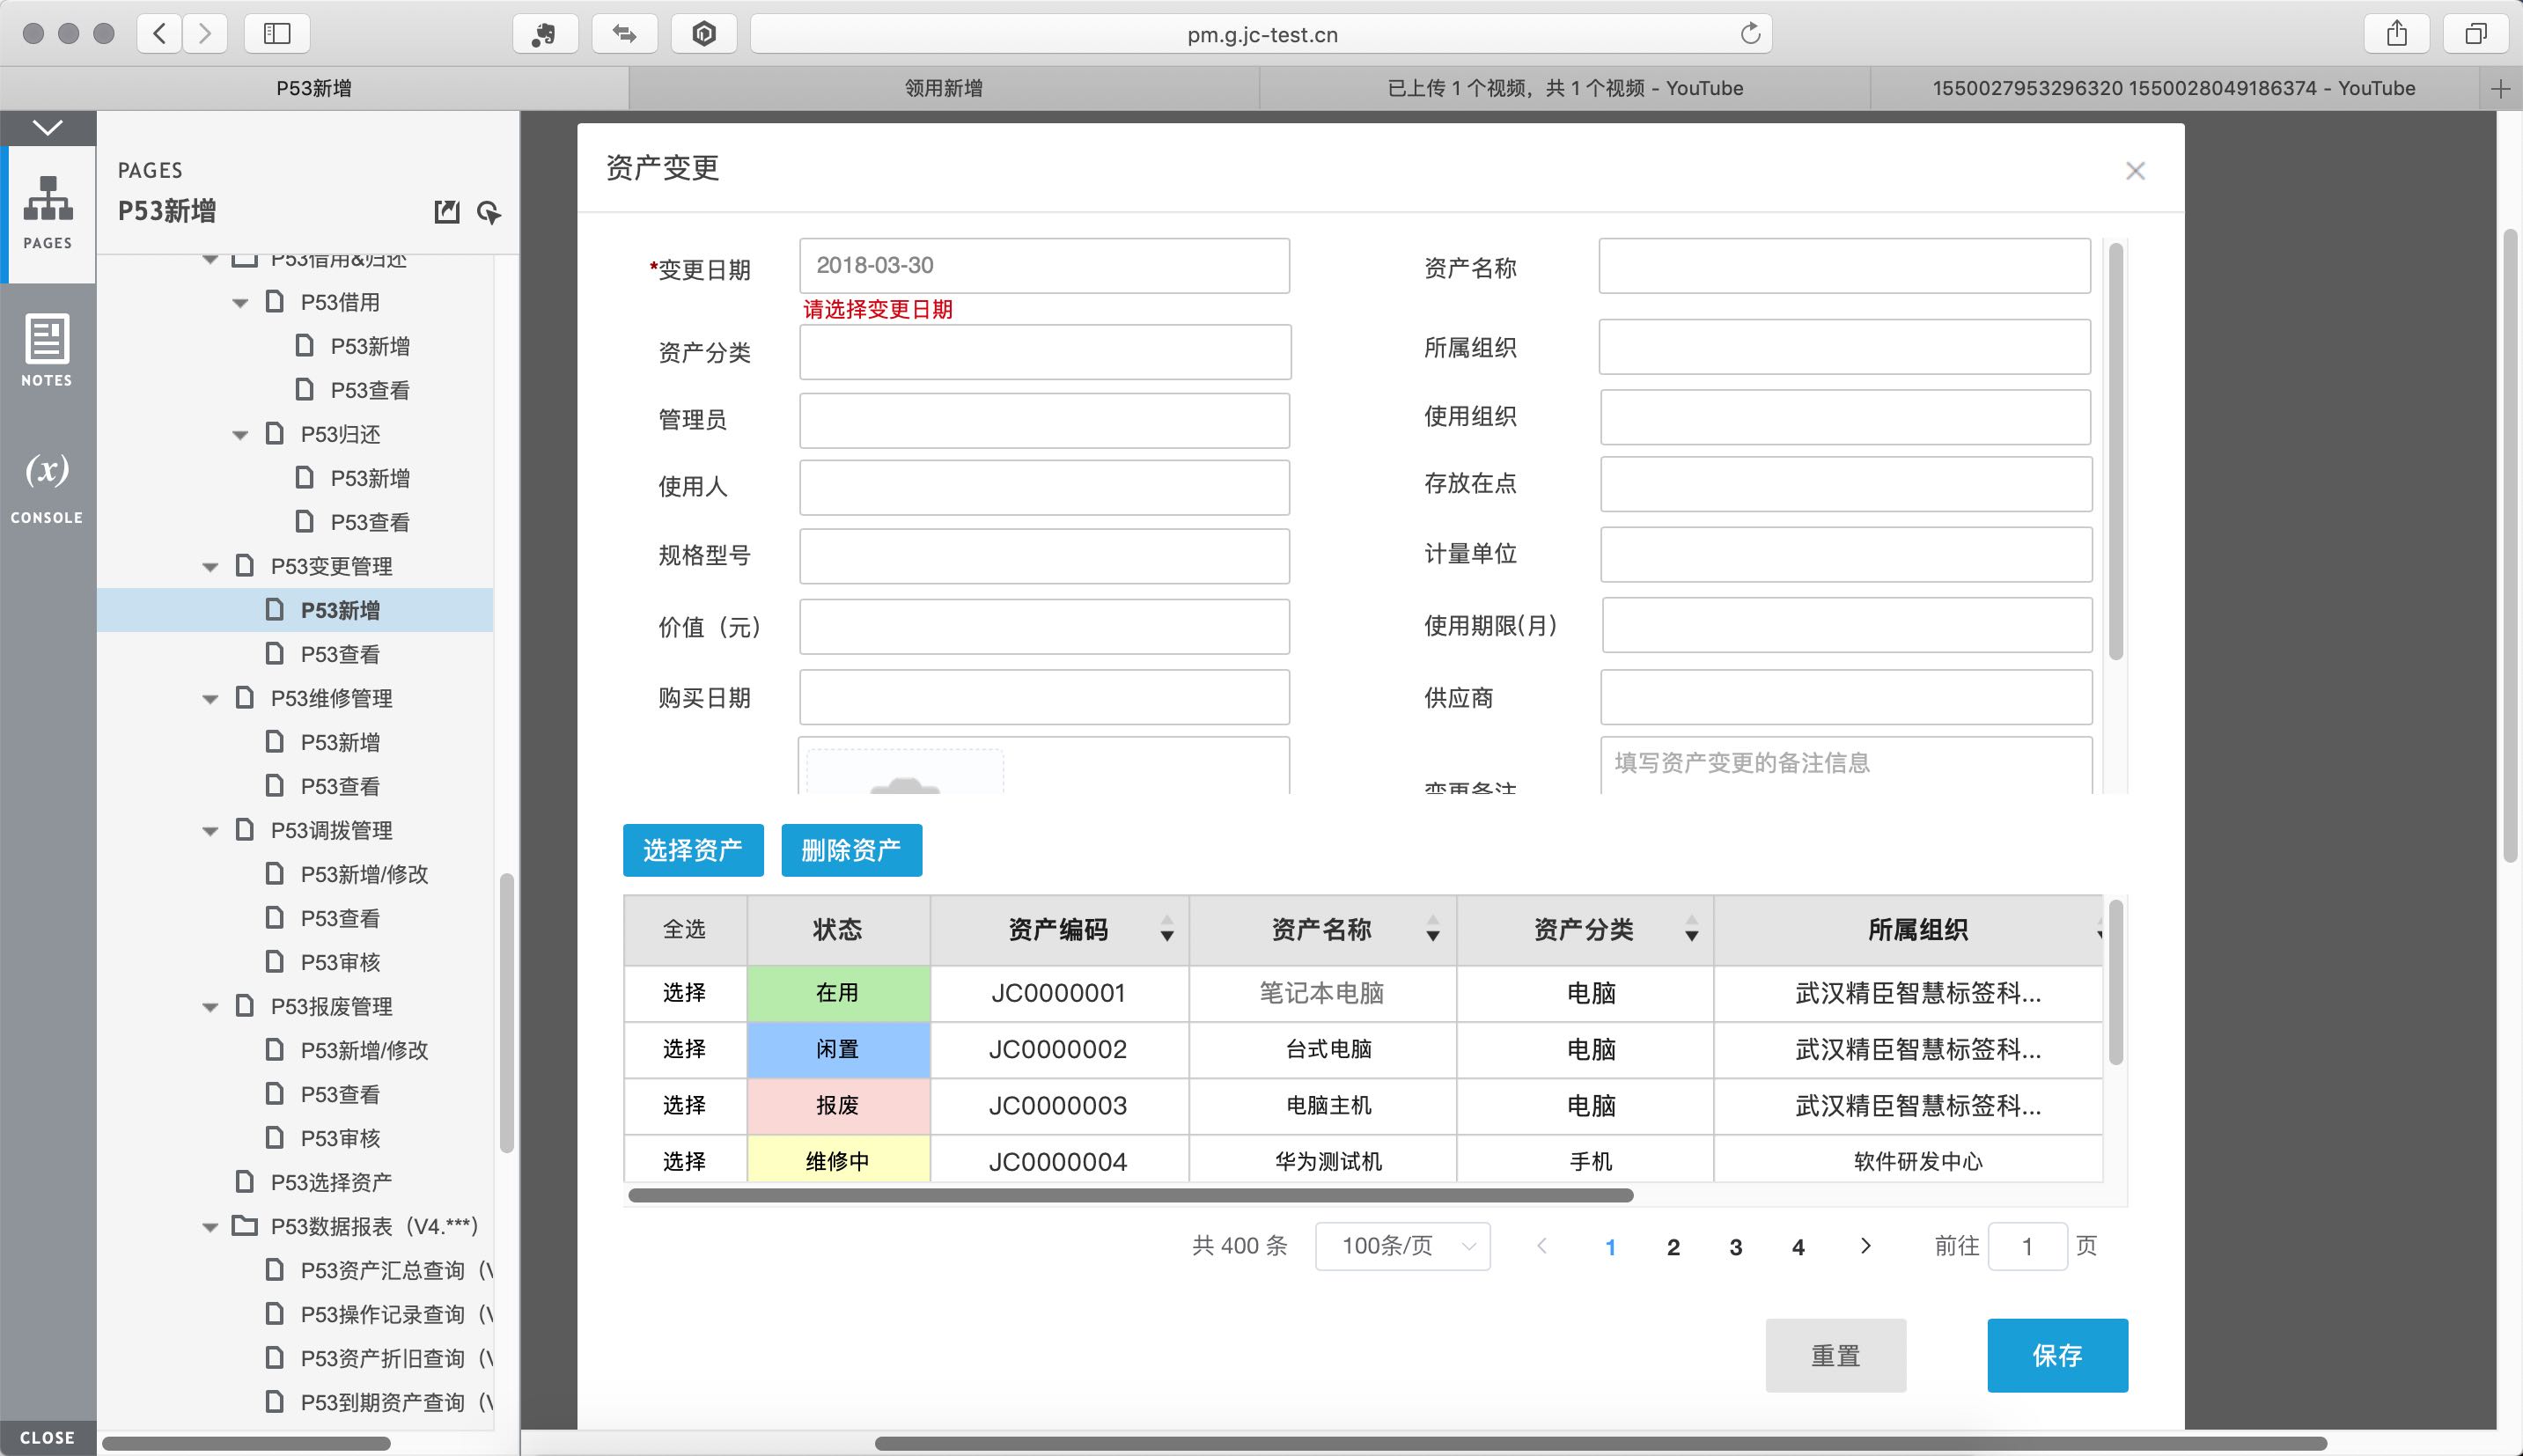 pm.g.jc-test.cn
P53新增
领用新增
已上传 1 个视频，共 1 个视频 - YouTube
1550027953296320 1550028049186374 - YouTube
PAGES
NOTES
(x)
CONSOLE
CLOSE
PAGES
P53新增
P53借用&归还
P53借用
P53新增
P53查看
P53归还
P53新增
P53查看
P53变更管理
P53新增
P53查看
P53维修管理
P53新增
P53查看
P53调拨管理
P53新增/修改
P53查看
P53审核
P53报废管理
P53新增/修改
P53查看
P53审核
P53选择资产
P53数据报表（V4.***）
P53资产汇总查询（V
P53操作记录查询（V
P53资产折旧查询（V
P53到期资产查询（V
资产变更
*变更日期 2018-03-30 资产名称
请选择变更日期
资产分类 所属组织
管理员 使用组织
使用人 存放在点
规格型号 计量单位
价值（元） 使用期限(月)
购买日期 供应商
变更备注 填写资产变更的备注信息
选择资产 删除资产
全选 状态 资产编码 资产名称 资产分类 所属组织
选择 在用 JC0000001 笔记本电脑 电脑 武汉精臣智慧标签科...
选择 闲置 JC0000002 台式电脑 电脑 武汉精臣智慧标签科...
选择 报废 JC0000003 电脑主机 电脑 武汉精臣智慧标签科...
选择 维修中 JC0000004 华为测试机 手机 软件研发中心
共 400 条 100条/页 1 2 3 4 前往 1 页
重置 保存